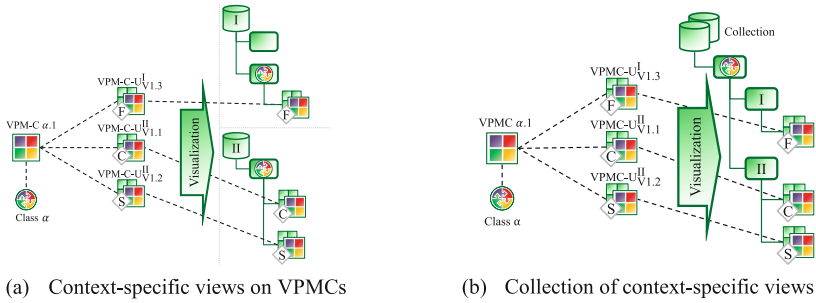 I
VPM-C-U^I_V1.3
F
F
VPM-C α.1
VPM-C-U^II_V1.1
C
Visualization
II
VPM-C-U^II_V1.2
S
C
Class α
S
(a) Context-specific views on VPMCs
Collection
VPMC-U^I_V1.3
F
I
F
VPMC α.1
VPMC-U^II_V1.1
C
Visualization
II
VPMC-U^II_V1.2
S
C
Class α
S
(b) Collection of context-specific views